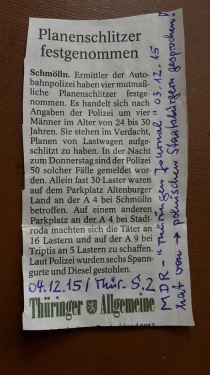 Planenschlitzer
festgenommen
Schmölln. Ermittler der Auto-
bahnpolizei haben vier mutmaß-
liche Planenschlitzer festge-
nommen. Es handelt sich nach
Angaben der Polizei um vier
Männer im Alter von 24 bis 30
Jahren. Sie stehen im Verdacht,
Planen von Lastwagen aufge-
schlitzt zu haben. In der Nacht
zum Donnerstag sind der Polizei
50 solcher Fälle gemeldet wor-
den. Allein fast 30 Laster waren
auf dem Parkplatz Altenburger
Land an der A 4 bei Schmölln
betroffen. Auf einem anderen
Parkplatz an der A 4 bei Stadt-
roda machten sich die Täter an
16 Lastern und auf der A 9 bei
Triptis an 5 Lastern zu schaffen.
Laut Polizei wurden sechs Spann-
gurte und Diesel gestohlen.
04.12.15 / Thür. S. 2
Thüringer Allgemeine
MDR - "Thüringen Journal" 03.12.15
hat von → polnischen Staatsbürgern gesprochen!